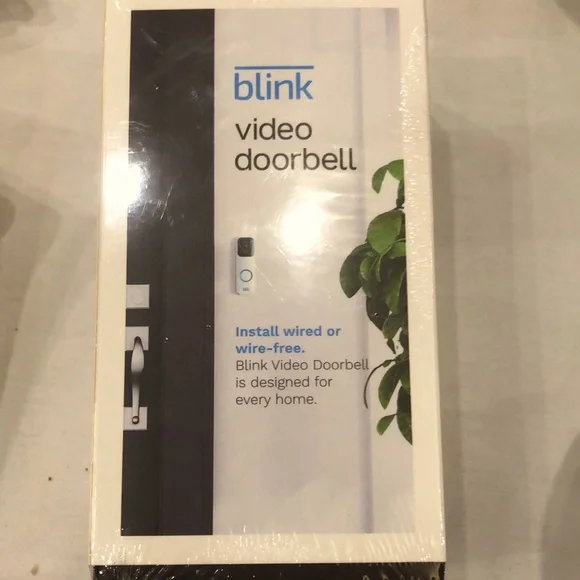 blink
video
doorbell
Install wired or
wire-free.
Blink Video Doorbell
is designed for
every home.